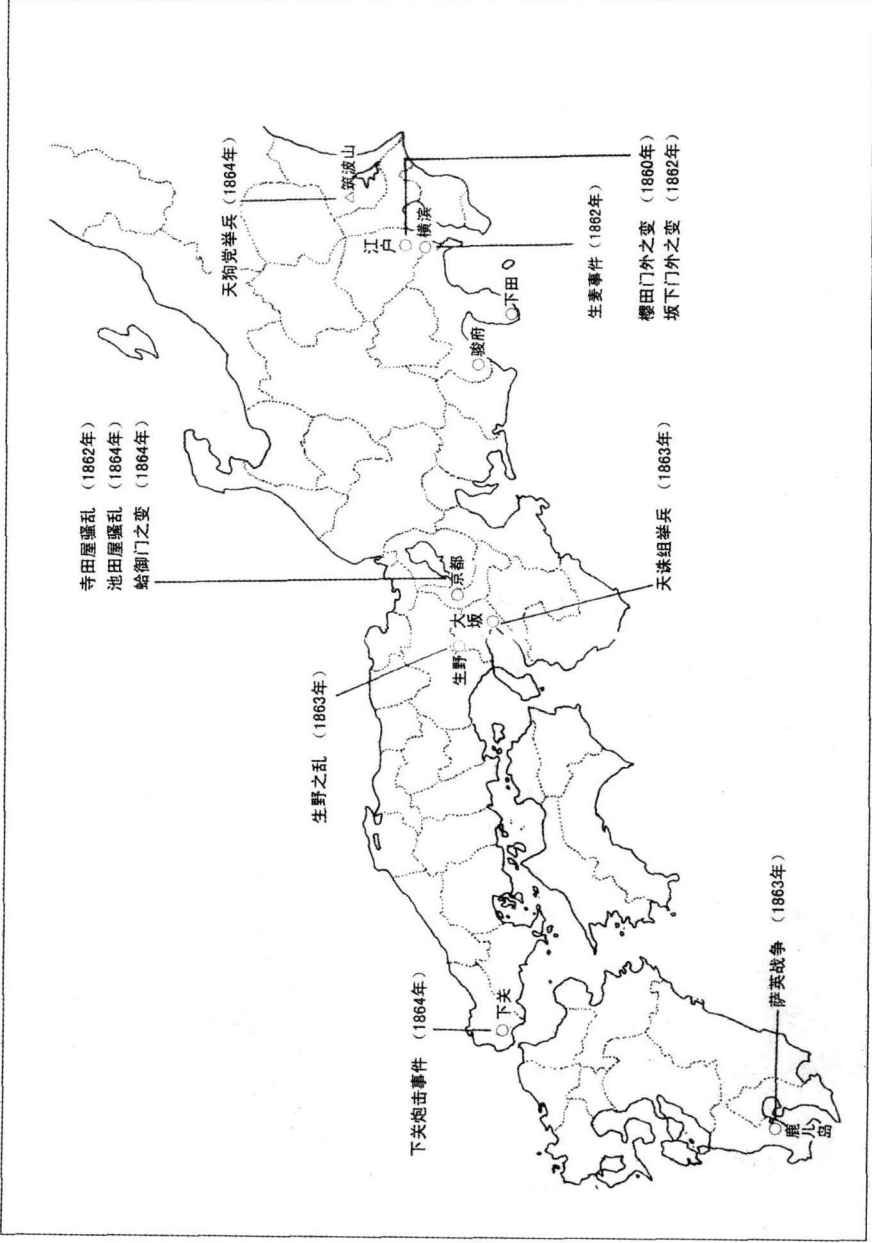 下关炮击事件 （1864年）
下关
萨英战争 （1863年）
鹿儿岛
生野之乱 （1863年）
生野
大坂
天诛组举兵 （1863年）
寺田屋骚乱 （1862年）
池田屋骚乱 （1864年）
蛤御门之变 （1864年）
京都
骏府
下田
天狗党举兵 （1864年）
筑波山
江户
横滨
生麦事件 （1862年）
樱田门外之变 （1860年）
坂下门外之变 （1862年）